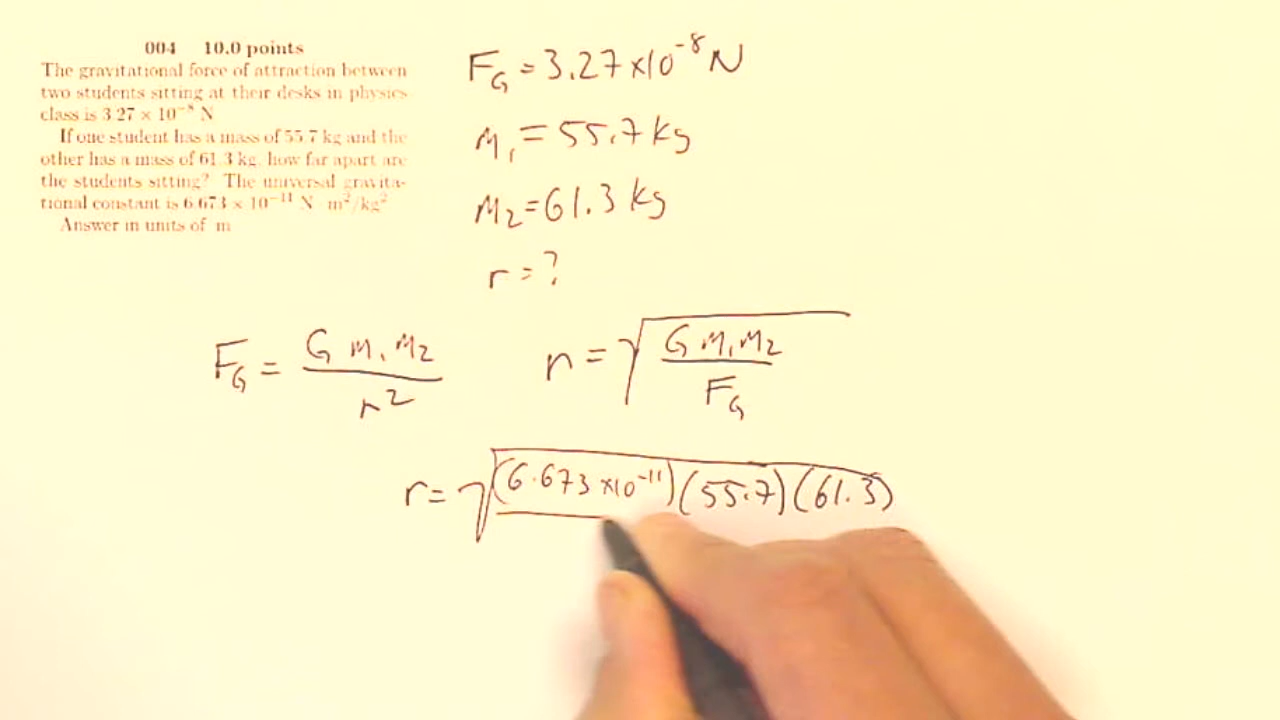 004 10.0 points
The gravitational force of attraction between
two students sitting at their desks in physics
class is 3.27 × 10⁻⁸ N
If one student has a mass of 55.7 kg and the
other has a mass of 61.3 kg, how far apart are
the students sitting? The universal gravita-
tional constant is 6.673 × 10⁻¹¹ N m²/kg²
Answer in units of m
F_G = 3.27 ×10⁻⁸ N
m₁ = 55.7 kg
m₂ = 61.3 kg
r = ?
F_G = G m₁ m₂ / r²
r = √(G m₁ m₂ / F_G)
r = √(6.673 ×10⁻¹¹)(55.7)(61.3)